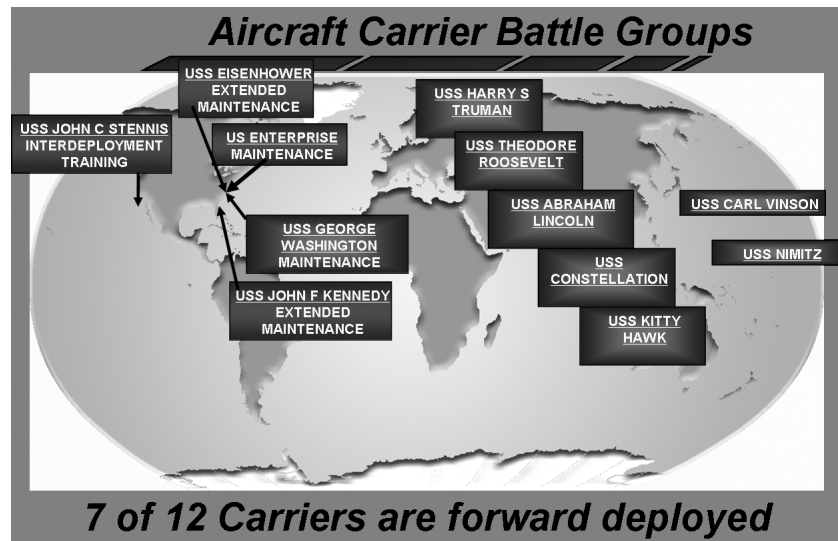 Aircraft Carrier Battle Groups
USS EISENHOWER
EXTENDED
MAINTENANCE
USS HARRY S
TRUMAN
USS JOHN C STENNIS
INTERDEPLOYMENT
TRAINING
US ENTERPRISE
MAINTENANCE
USS THEODORE
ROOSEVELT
USS ABRAHAM
LINCOLN
USS CARL VINSON
USS GEORGE
WASHINGTON
MAINTENANCE
USS NIMITZ
USS
CONSTELLATION
USS JOHN F KENNEDY
EXTENDED
MAINTENANCE
USS KITTY
HAWK
7 of 12 Carriers are forward deployed